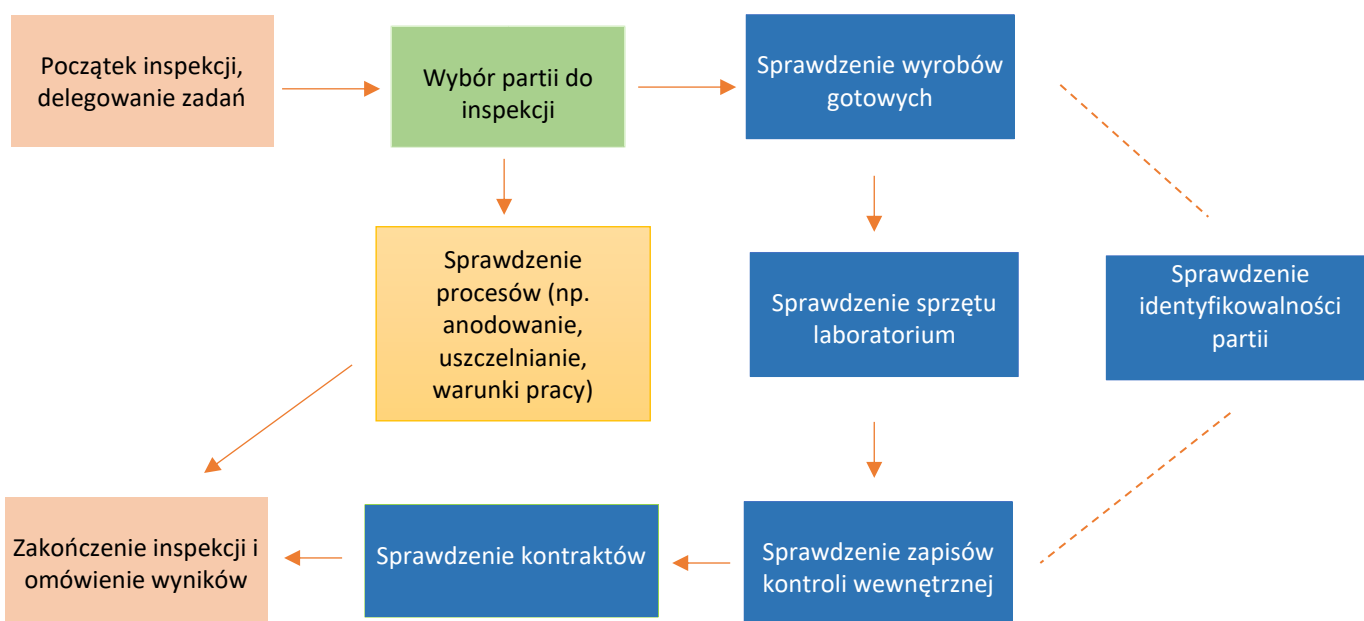 Początek inspekcji,
delegowanie zadań
Wybór partii do
inspekcji
Sprawdzenie wyrobów
gotowych
Sprawdzenie
procesów (np.
anodowanie,
uszczelnianie,
warunki pracy)
Sprawdzenie sprzętu
laboratorium
Sprawdzenie
identyfikowalności
partii
Zakończenie inspekcji i
omówienie wyników
Sprawdzenie kontraktów
Sprawdzenie zapisów
kontroli wewnętrznej